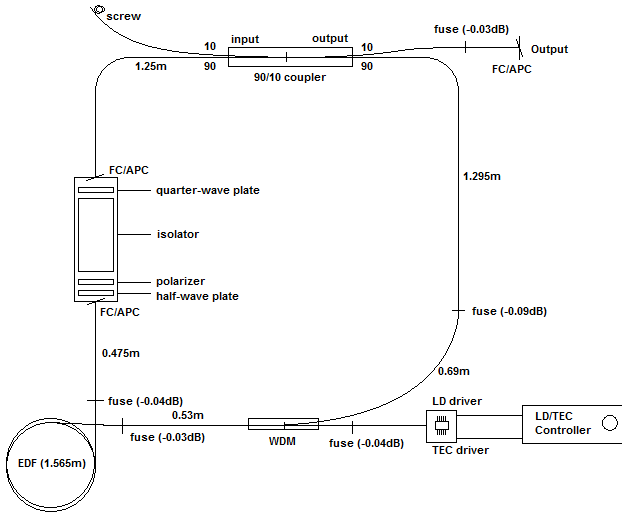 screw
fuse (-0.03dB)
10
input
output
10
Output
1.25m
90
90
90/10 coupler
FC/APC
FC/APC
quarter-wave plate
1.295m
isolator
polarizer
half-wave plate
FC/APC
fuse (-0.09dB)
0.475m
0.69m
fuse (-0.04dB)
LD driver
0.53m
LD/TEC
Controller
fuse (-0.03dB)
WDM
fuse (-0.04dB)
TEC driver
EDF (1.565m)